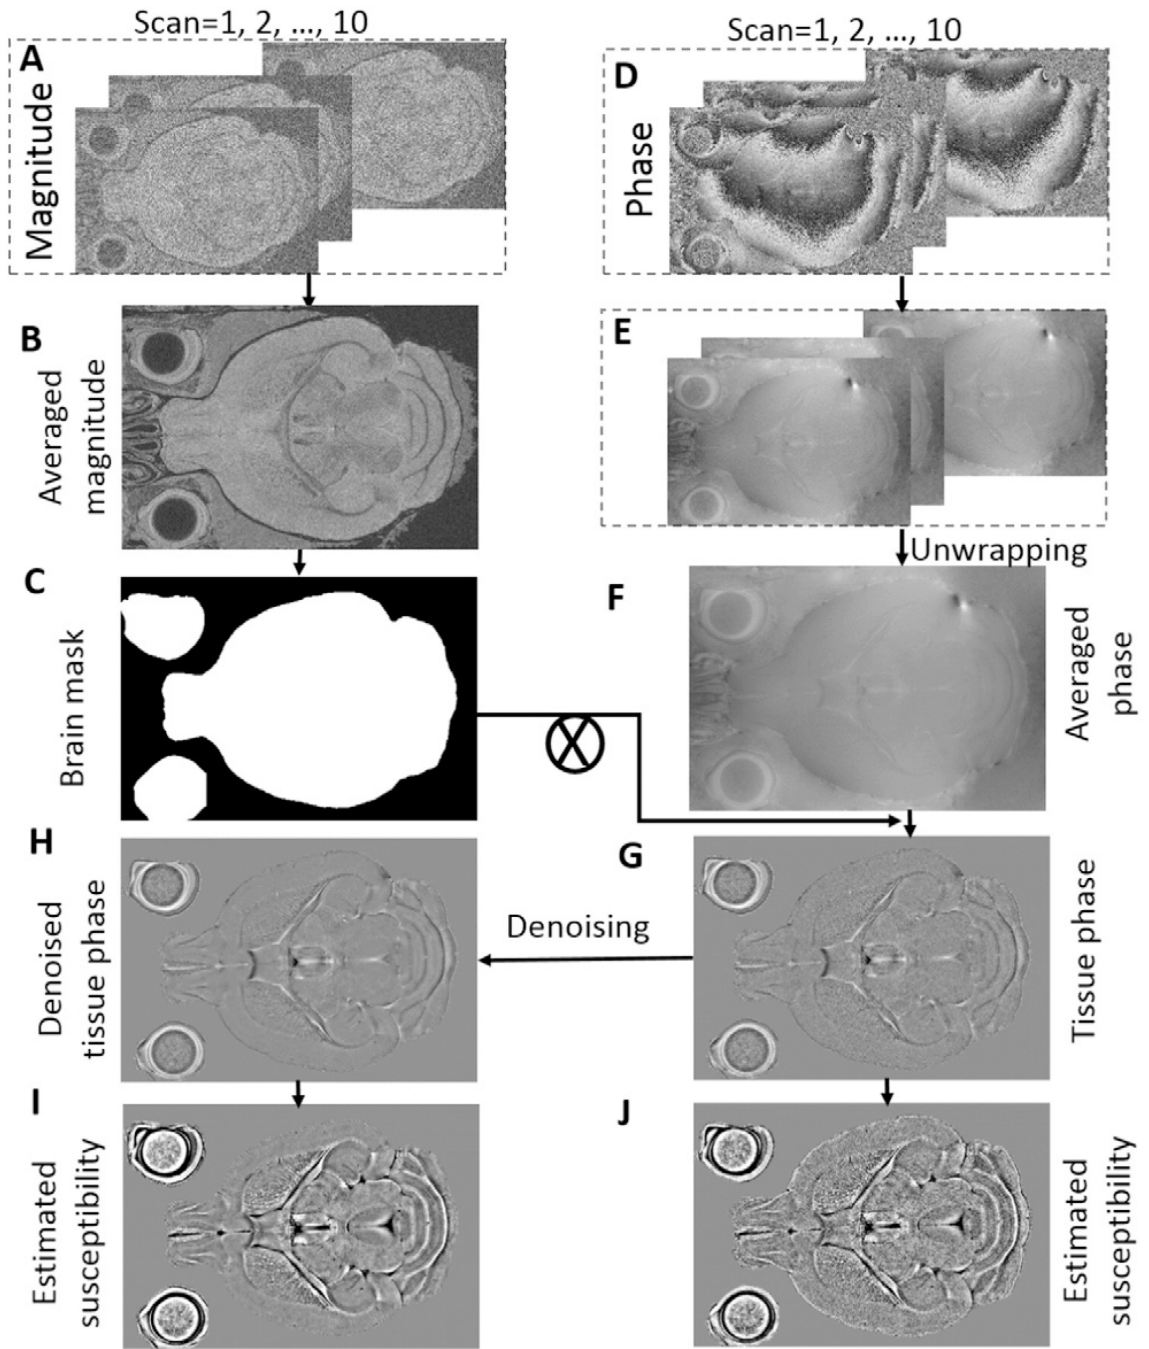 Scan=1, 2, ..., 10
A
Magnitude
Scan=1, 2, ..., 10
D
Phase
B
Averaged
magnitude
E
Unwrapping
C
Brain mask
F
Averaged
phase
H
Denoised
tissue phase
Denoising
G
Tissue phase
I
Estimated
susceptibility
J
Estimated
susceptibility